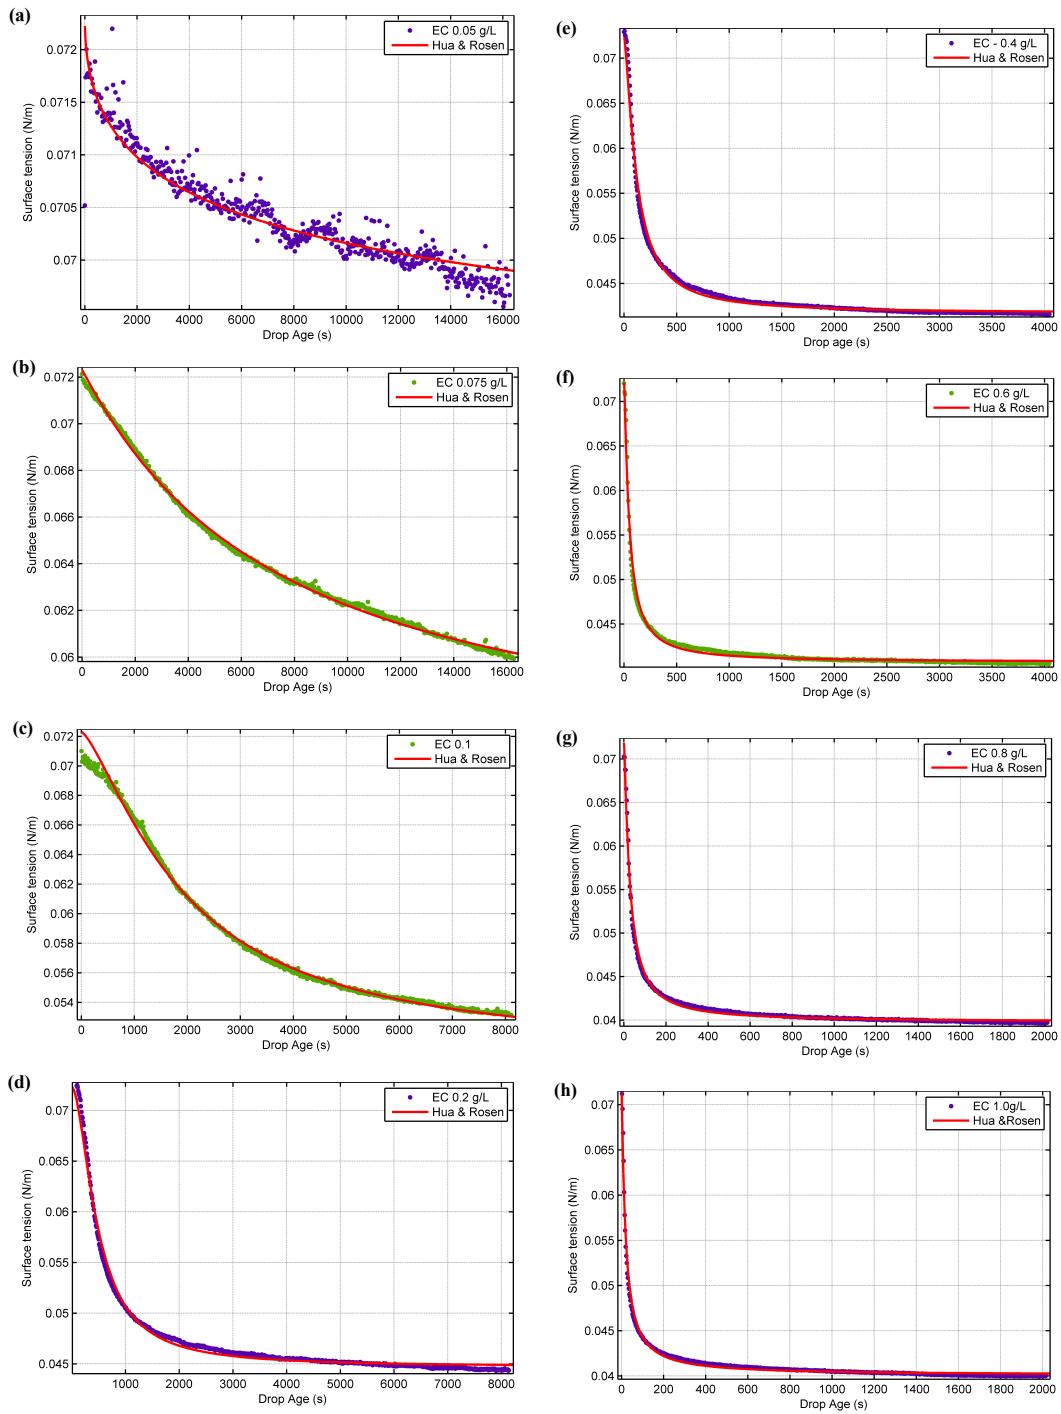 (a)
EC 0.05 g/L
Hua & Rosen
Surface tension (N/m)
0.072
0.0715
0.071
0.0705
0.07
0 2000 4000 6000 8000 10000 12000 14000 16000
Drop Age (s)
(b)
EC 0.075 g/L
Hua & Rosen
Surface tension (N/m)
0.072
0.07
0.068
0.066
0.064
0.062
0.06
0 2000 4000 6000 8000 10000 12000 14000 16000
Drop Age (s)
(c)
EC 0.1
Hua & Rosen
Surface tension (N/m)
0.072
0.07
0.068
0.066
0.064
0.062
0.06
0.058
0.056
0.054
0 1000 2000 3000 4000 5000 6000 7000 8000
Drop Age (s)
(d)
EC 0.2 g/L
Hua & Rosen
Surface tension (N/m)
0.07
0.065
0.06
0.055
0.05
0.045
1000 2000 3000 4000 5000 6000 7000 8000
Drop Age (s)
(e)
EC - 0.4 g/L
Hua & Rosen
Surface tension (N/m)
0.07
0.065
0.06
0.055
0.05
0.045
0 500 1000 1500 2000 2500 3000 3500 4000
Drop age (s)
(f)
EC 0.6 g/L
Hua & Rosen
Surface tension (N/m)
0.07
0.065
0.06
0.055
0.05
0.045
0 500 1000 1500 2000 2500 3000 3500 4000
Drop Age (s)
(g)
EC 0.8 g/L
Hua & Rosen
Surface tension (N/m)
0.07
0.065
0.06
0.055
0.05
0.045
0.04
0 200 400 600 800 1000 1200 1400 1600 1800 2000
Drop Age (s)
(h)
EC 1.0g/L
Hua &Rosen
Surface tension (N/m)
0.07
0.065
0.06
0.055
0.05
0.045
0.04
0 200 400 600 800 1000 1200 1400 1600 1800 2000
Drop Age (s)